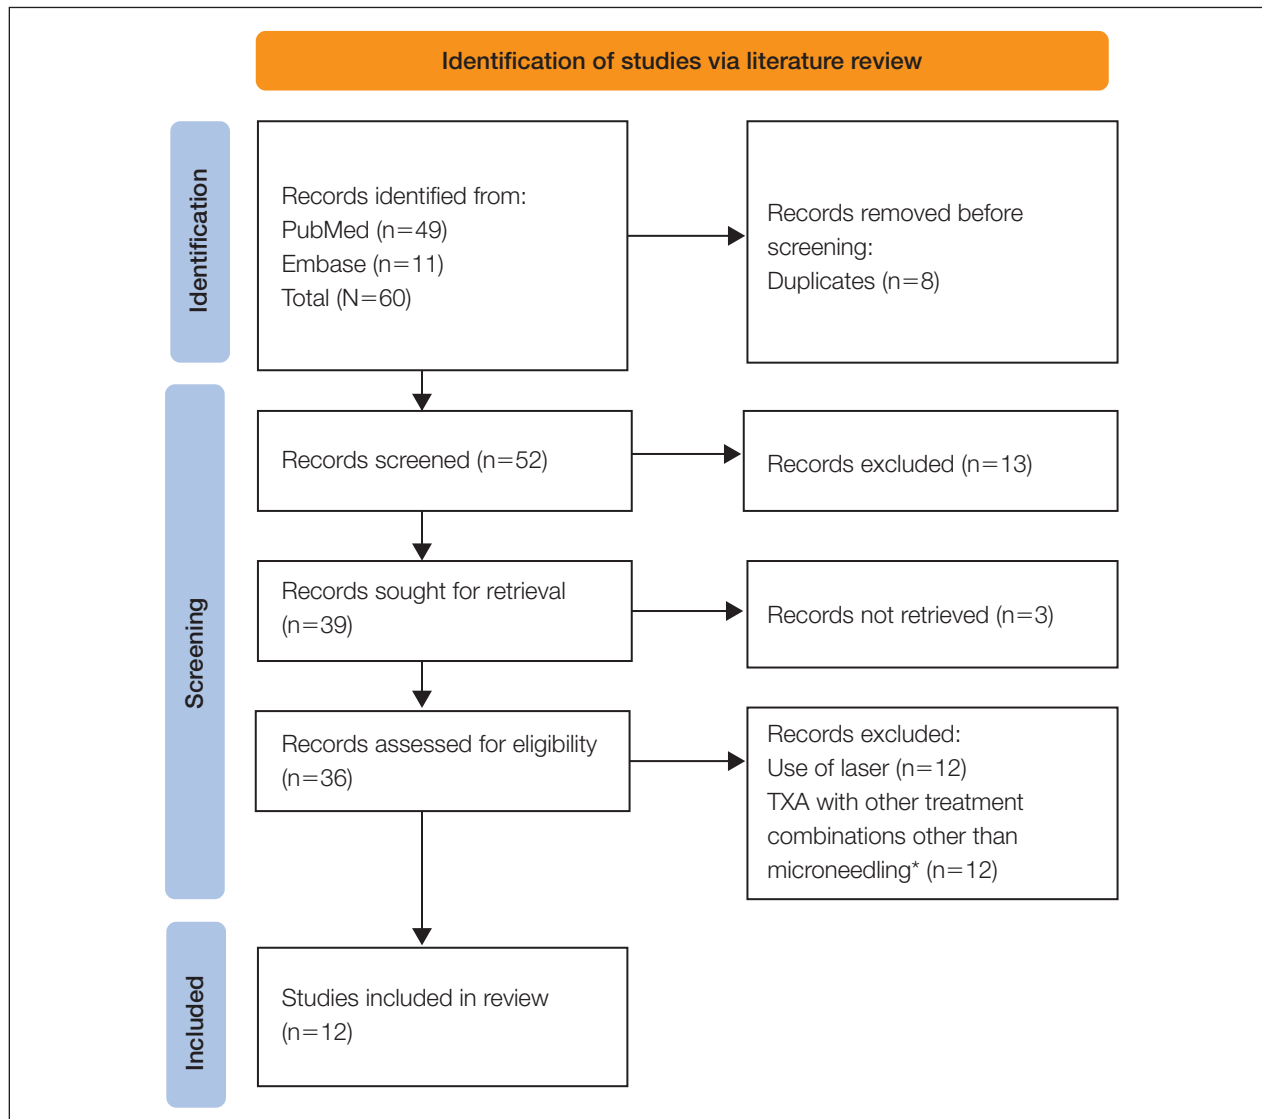 Identification of studies via literature review
Identification
Records identified from:
PubMed (n=49)
Embase (n=11)
Total (N=60)
Records removed before
screening:
Duplicates (n=8)
Screening
Records screened (n=52)
Records excluded (n=13)
Records sought for retrieval
(n=39)
Records not retrieved (n=3)
Records assessed for eligibility
(n=36)
Records excluded:
Use of laser (n=12)
TXA with other treatment
combinations other than
microneedling* (n=12)
Included
Studies included in review
(n=12)